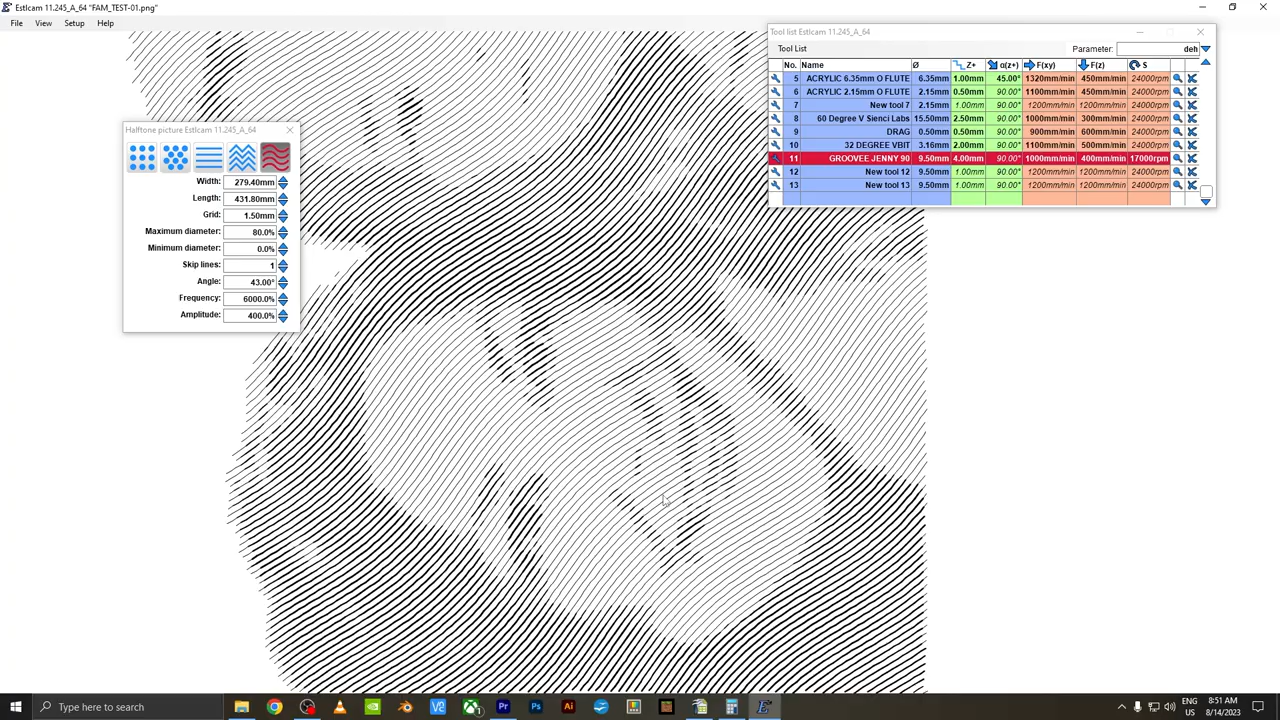 EstlCam 11.245_A_64 "FAM_TEST-01.png"
File View Setup Help
Tool list Estlcam 11.245_A_64
Tool List
Parameter: deh
No. Name Ø Z+ α(z+) F(xy) F(z) S
5 ACRYLIC 6.35mm O FLUTE 6.35mm 1.00mm 45.00° 1320mm/min 450mm/min 24000rpm
6 ACRYLIC 2.15mm O FLUTE 2.15mm 0.50mm 90.00° 1100mm/min 400mm/min 24000rpm
7 New tool 7 2.15mm 1.00mm 90.00° 1200mm/min 1200mm/min 24000rpm
8 60 Degree V Sienci Labs 15.50mm 2.50mm 90.00° 1000mm/min 300mm/min 24000rpm
9 DRAG 0.50mm 0.50mm 90.00° 900mm/min 600mm/min 24000rpm
10 32 DEGREE VBIT 3.16mm 2.00mm 90.00° 1100mm/min 500mm/min 24000rpm
11 GROOVEE JENNY 90 9.50mm 4.00mm 90.00° 1000mm/min 400mm/min 17000rpm
12 New tool 12 9.50mm 1.00mm 90.00° 1200mm/min 1200mm/min 24000rpm
13 New tool 13 9.50mm 1.00mm 90.00° 1200mm/min 1200mm/min 24000rpm
Halftone picture Estlcam 11.245_A_64
Width: 279.40mm
Length: 431.80mm
Grid: 1.50mm
Maximum diameter: 80.0%
Minimum diameter: 0.0%
Skip lines: 1
Angle: 43.00°
Frequency: 6000.0%
Amplitude: 400.0%
Type here to search
ENG
US
8:51 AM
8/14/2023